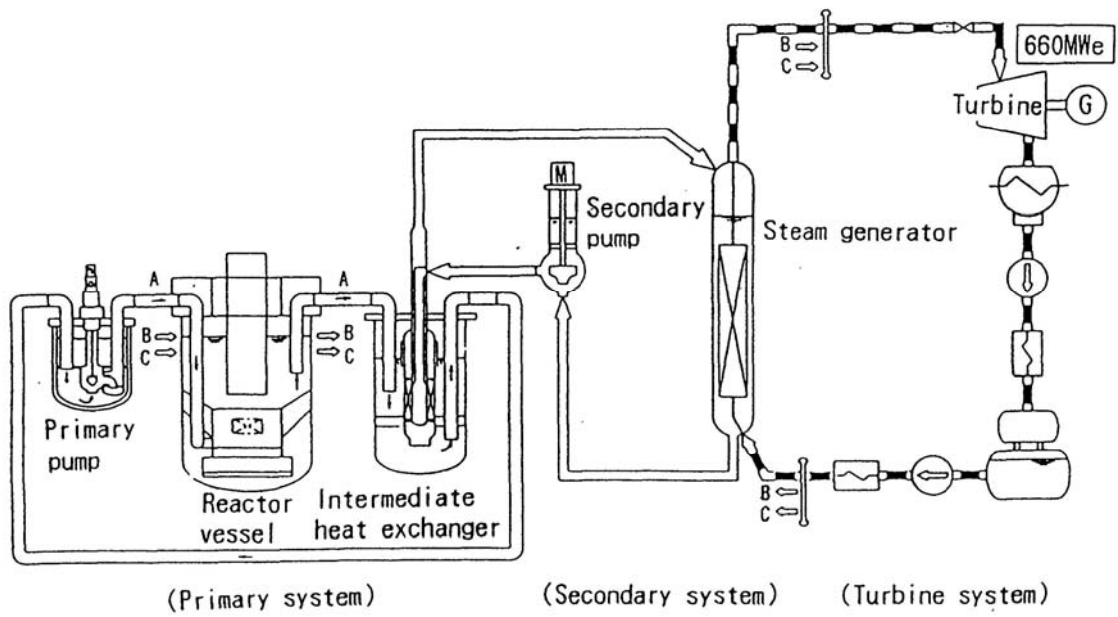 B
C
660MWe
Turbine
G
M
Secondary
pump
Steam generator
A
A
B
C
B
C
Primary
pump
Reactor
vessel
Intermediate
heat exchanger
B
C
(Primary system)
(Secondary system)
(Turbine system)